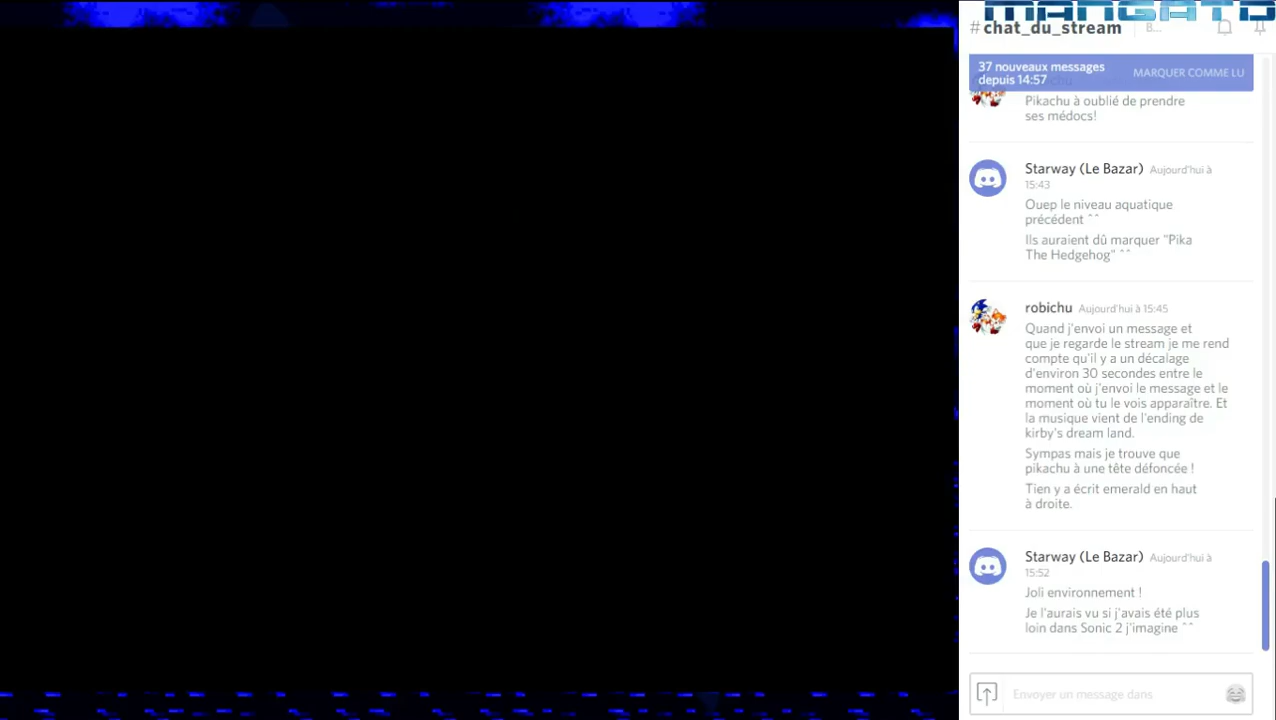 MANGATD
#chat_du_stream
B...
37 nouveaux messages
depuis 14:57
MARQUER COMME LU
Pikachu à oublié de prendre
ses médocs!
Starway (Le Bazar) Aujourd'hui à
15:43
Ouep le niveau aquatique
précédent ^^
Ils auraient dû marquer "Pika
The Hedgehog" ^^
robichu Aujourd'hui à 15:45
Quand j'envoi un message et
que je regarde le stream je me rend
compte qu'il y a un décalage
d'environ 30 secondes entre le
moment où j'envoi le message et le
moment où tu le vois apparaître. Et
la musique vient de l'ending de
kirby's dream land.
Sympas mais je trouve que
pikachu à une tête défoncée !
Tien y a écrit emerald en haut
à droite.
Starway (Le Bazar) Aujourd'hui à
15:52
Joli environnement !
Je l'aurais vu si j'avais été plus
loin dans Sonic 2 j'imagine ^^
Envoyer un message dans